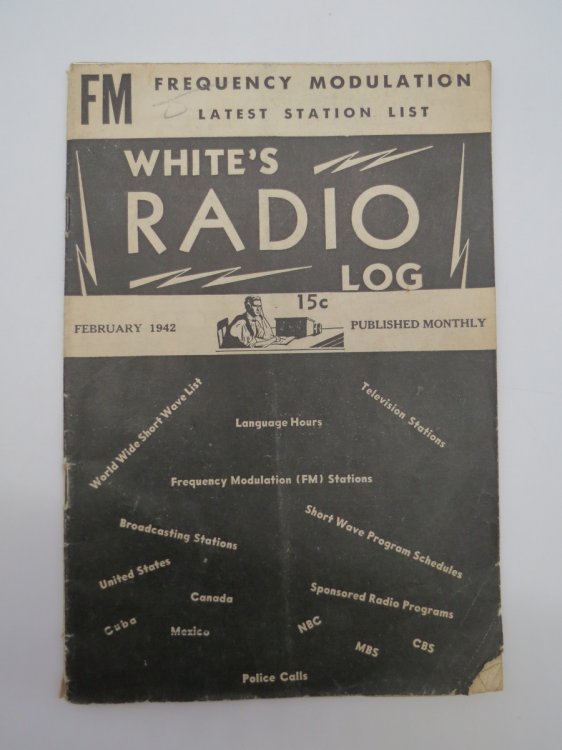 FM
FREQUENCY MODULATION
LATEST STATION LIST
WHITE'S
RADIO
LOG
15c
FEBRUARY 1942
PUBLISHED MONTHLY
World Wide Short Wave List
Language Hours
Television Stations
Frequency Modulation (FM) Stations
Broadcasting Stations
Short Wave Program Schedules
United States
Canada
Sponsored Radio Programs
Cuba
Mexico
NBC
MBS
CBS
Police Calls